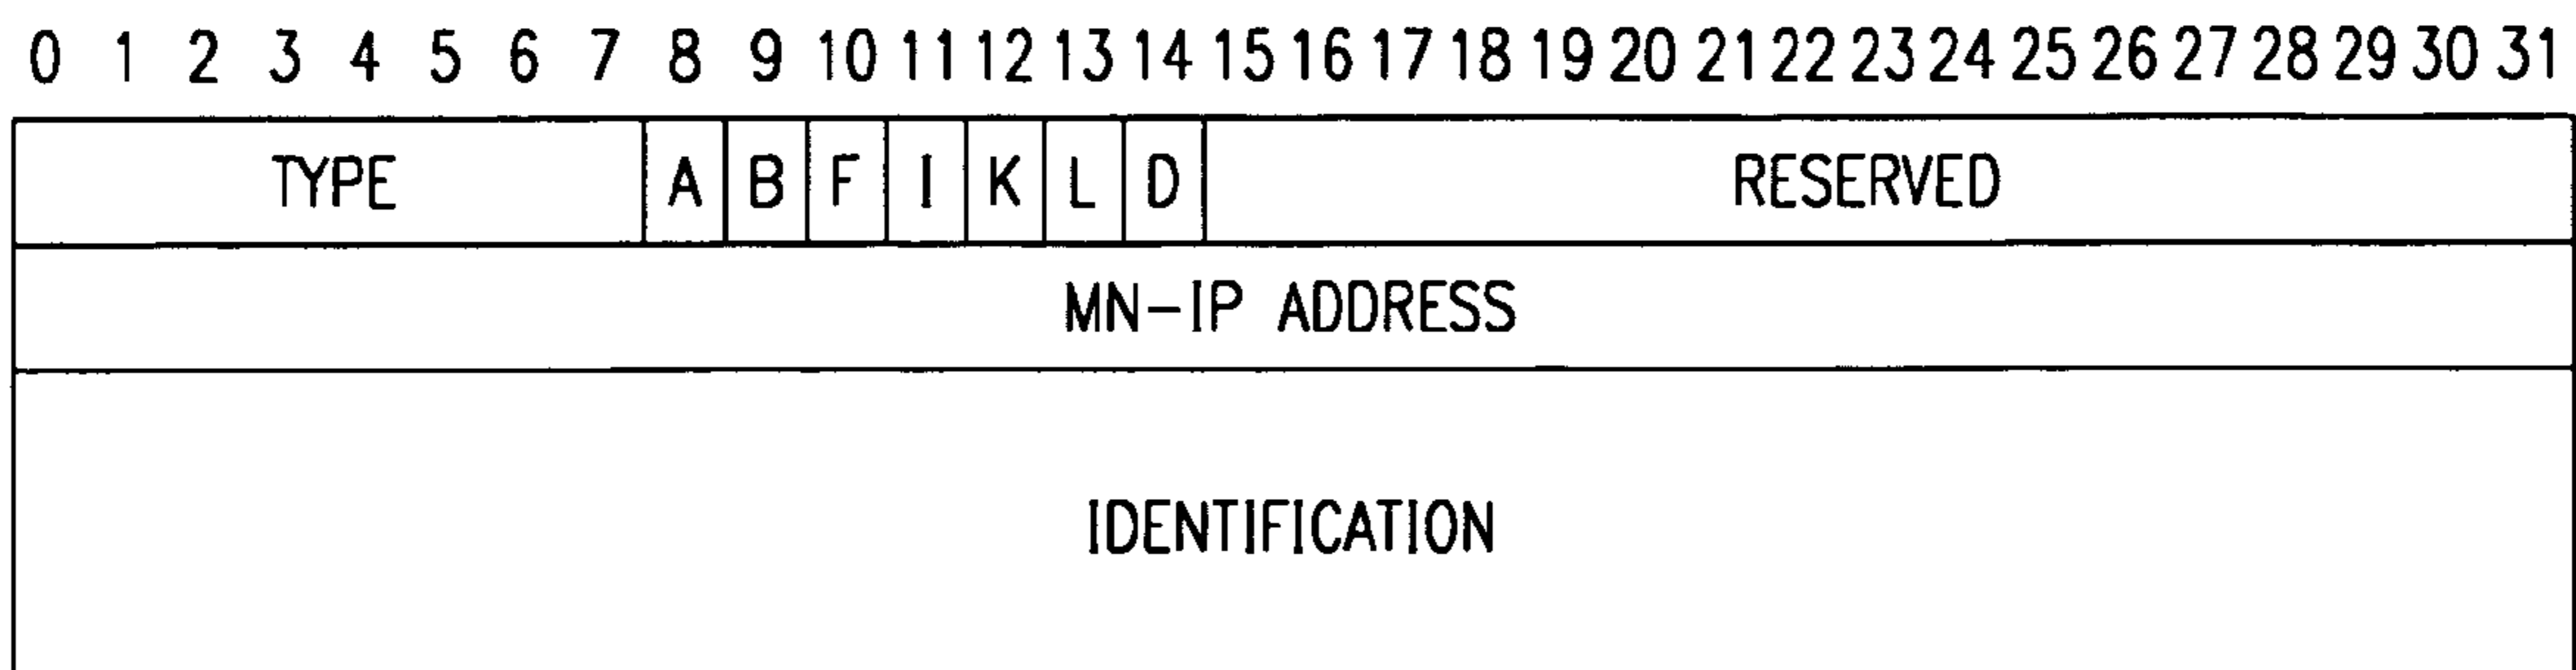 0 1 2 3 4 5 6 7 8 9 10 11 12 13 14 15 16 17 18 19 20 21 22 23 24 25 26 27 28 29 30 31
TYPE A B F I K L D RESERVED
MN-IP ADDRESS
IDENTIFICATION